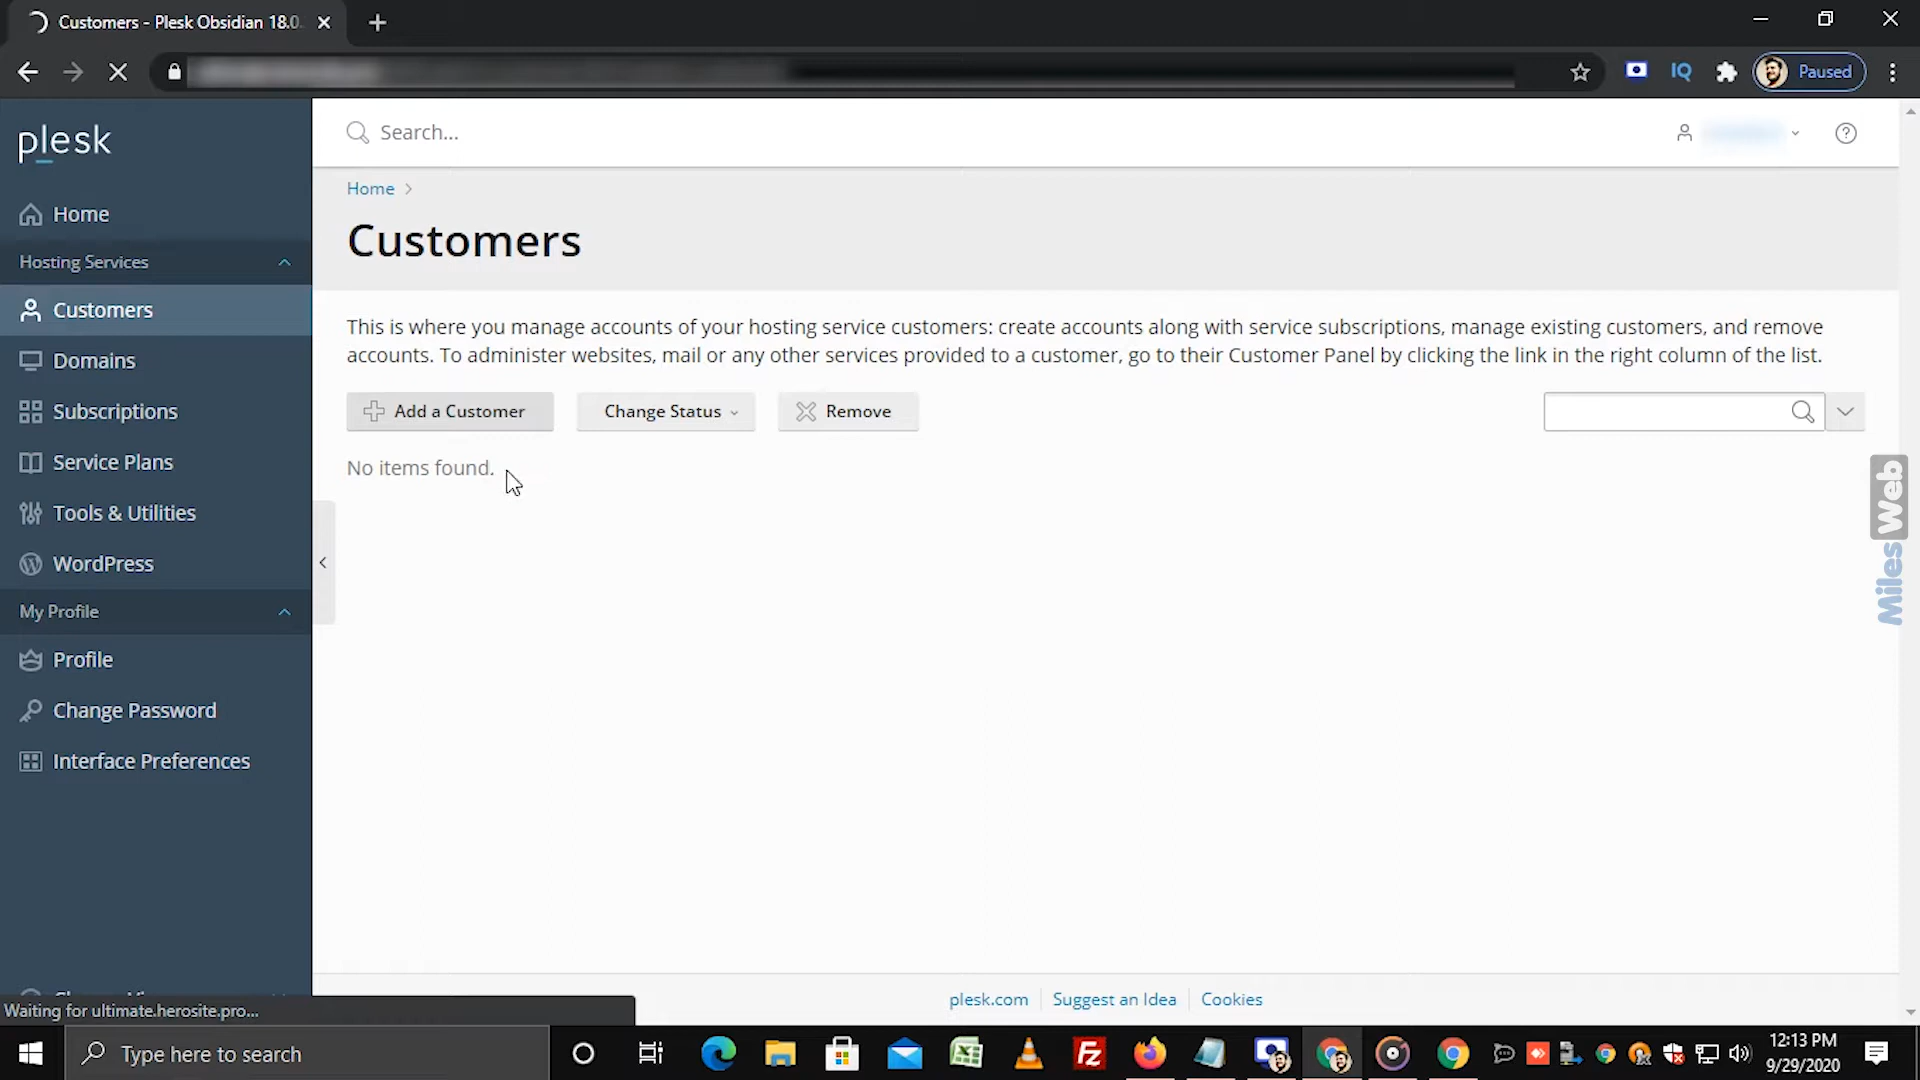 Customers - Plesk Obsidian 18.0.
IQ
Paused
plesk
Search...
Home
Home
Customers
Hosting Services
Customers
Domains
Subscriptions
Service Plans
Tools & Utilities
WordPress
My Profile
Profile
Change Password
Interface Preferences
This is where you manage accounts of your hosting service customers: create accounts along with service subscriptions, manage existing customers, and remove
accounts. To administer websites, mail or any other services provided to a customer, go to their Customer Panel by clicking the link in the right column of the list.
Add a Customer
Change Status
Remove
No items found.
MilesWeb
plesk.com
Suggest an Idea
Cookies
Waiting for ultimate.herosite.pro...
Type here to search
Fz
12:13 PM
9/29/2020